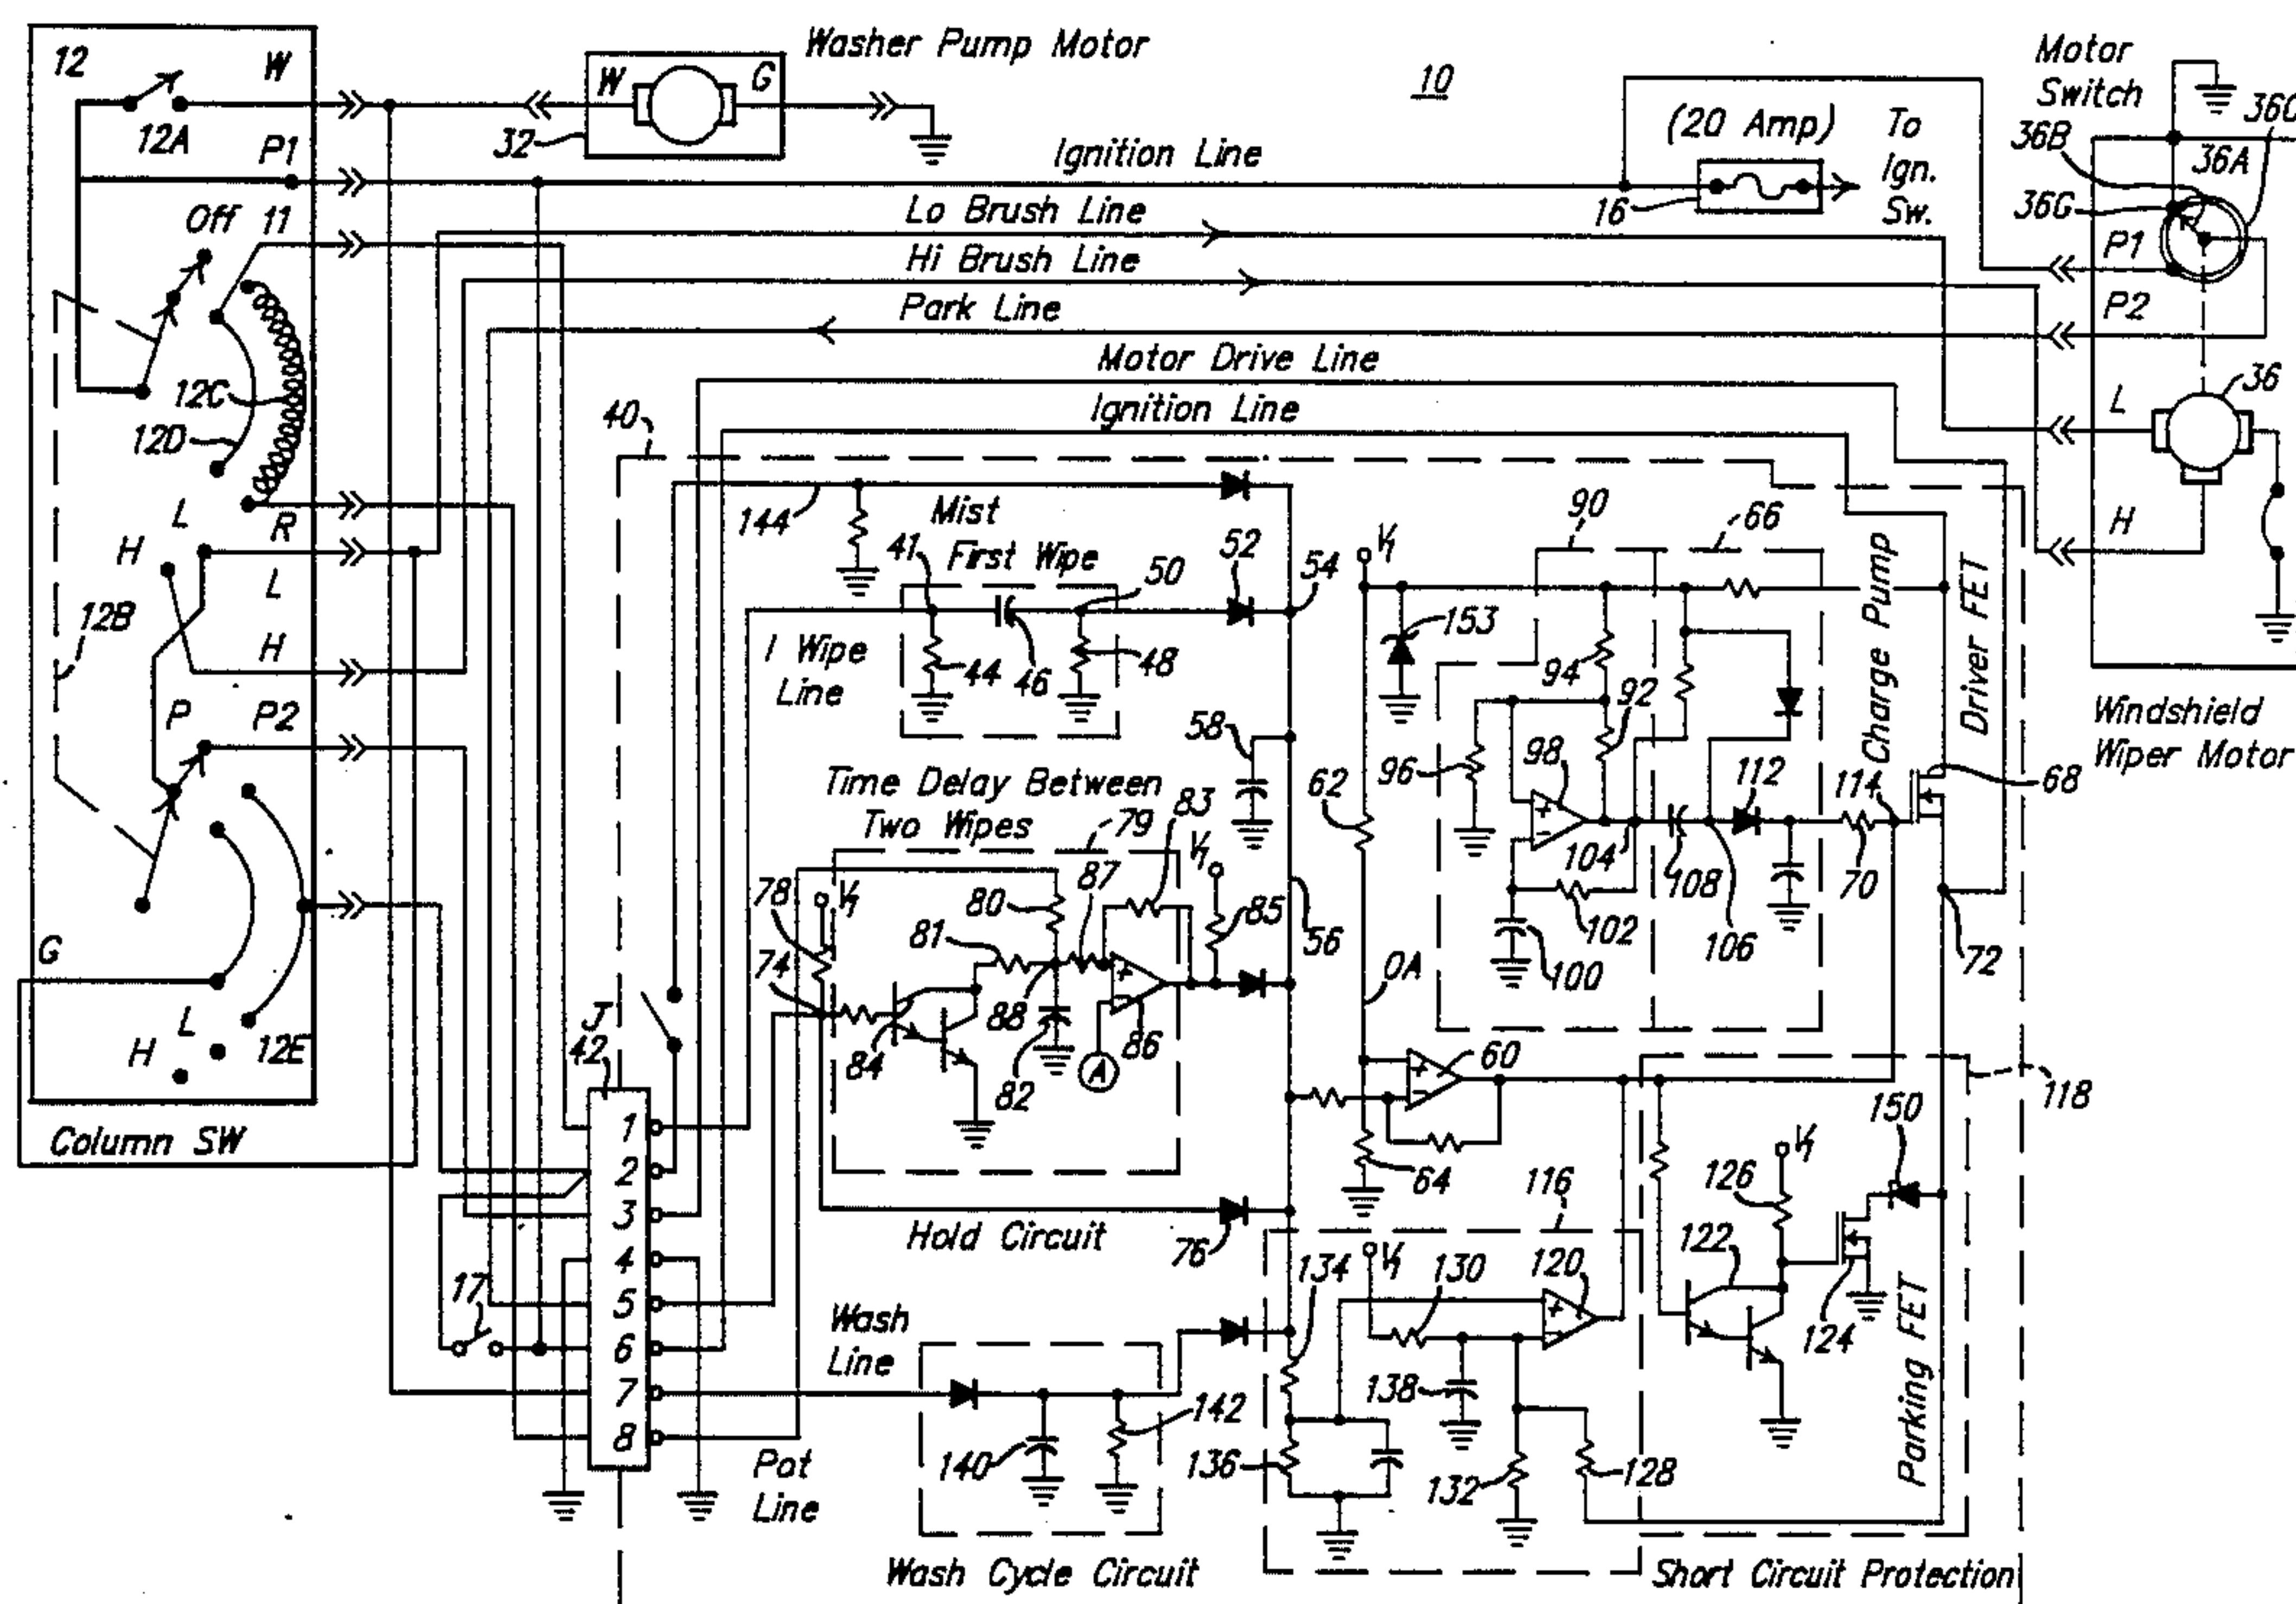 12
W
12A
P1
Off
11
12C
12D
L
R
H
L
12B
H
P
P2
G
L
H
12E
Column SW
W
G
32
Washer Pump Motor
10
Ignition Line
(20 Amp)
To
Ign.
Sw.
16
Lo Brush Line
Hi Brush Line
Park Line
Motor Drive Line
Ignition Line
Motor
Switch
36B
36A
36G
P1
P2
36
L
H
Windshield
Wiper Motor
40
144
Mist
First Wipe
41
50
52
54
1 Wipe
Line
44
46
48
58
Time Delay Between
Two Wipes
79
83
V1
78
V1
80
87
85
81
74
84
88
82
A
86
56
J
42
1
2
3
4
5
6
7
8
17
Hold Circuit
76
Wash
Line
140
142
Pot
Line
Wash Cycle Circuit
V1
153
90
66
94
92
96
98
104
102
100
108
106
112
114
70
68
72
Charge Pump
Driver FET
62
OA
60
64
116
118
134
V1
130
120
138
136
132
128
V1
126
122
124
150
Parking FET
Short Circuit Protection